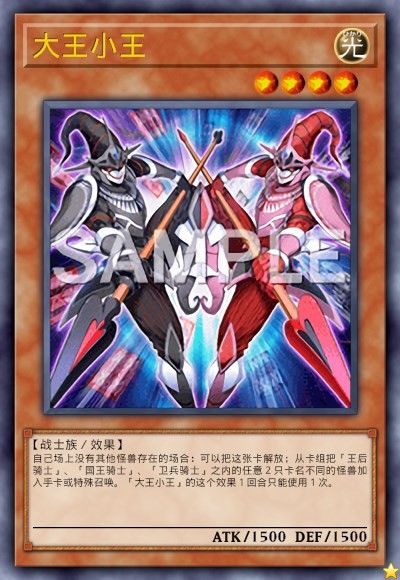 大王小王
光
SAMPLE
【战士族／效果】
自己场上没有其他怪兽存在的场合：可以把这张卡解放；从卡组把「王后
骑士」、「国王骑士」、「卫兵骑士」之内的任意２只卡名不同的怪兽加
入手卡或特殊召唤。「大王小王」的这个效果１回合只能使用１次。
ATK/1500 DEF/1500